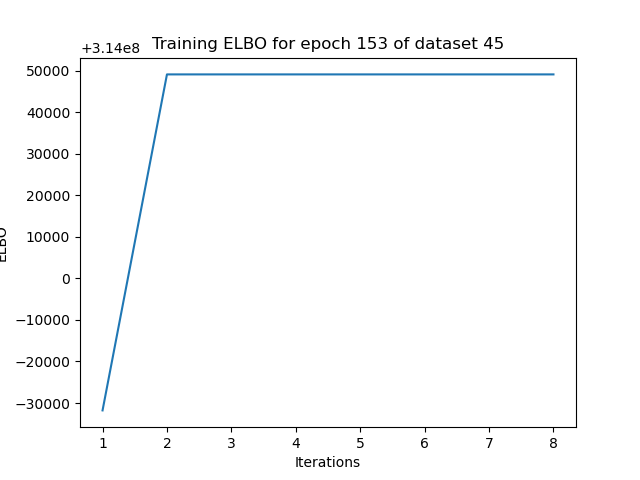 Training ELBO for epoch 153 of dataset 45
+3.14e8
50000
40000
30000
20000
10000
0
−10000
−20000
−30000
ELBO
1 2 3 4 5 6 7 8
Iterations